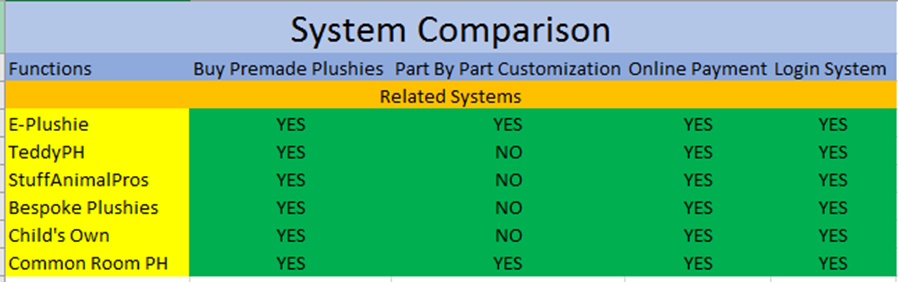 System Comparison
Functions Buy Premade Plushies Part By Part Customization Online Payment Login System
Related Systems
E-Plushie YES YES YES YES
TeddyPH YES NO YES YES
StuffAnimalPros YES NO YES YES
Bespoke Plushies YES NO YES YES
Child's Own YES NO YES YES
Common Room PH YES YES YES YES